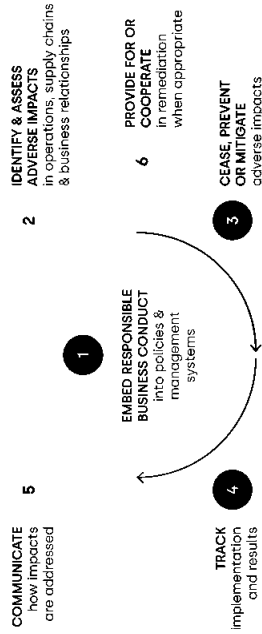 1
EMBED RESPONSIBLE
BUSINESS CONDUCT
into policies &
management
systems
2
IDENTIFY & ASSESS
ADVERSE IMPACTS
in operations, supply chains
& business relationships
3
CEASE, PREVENT
OR MITIGATE
adverse impacts
4
TRACK
implementation
and results
5
COMMUNICATE
how impacts
are addressed
6
PROVIDE FOR OR
COOPERATE
in remediation
when appropriate